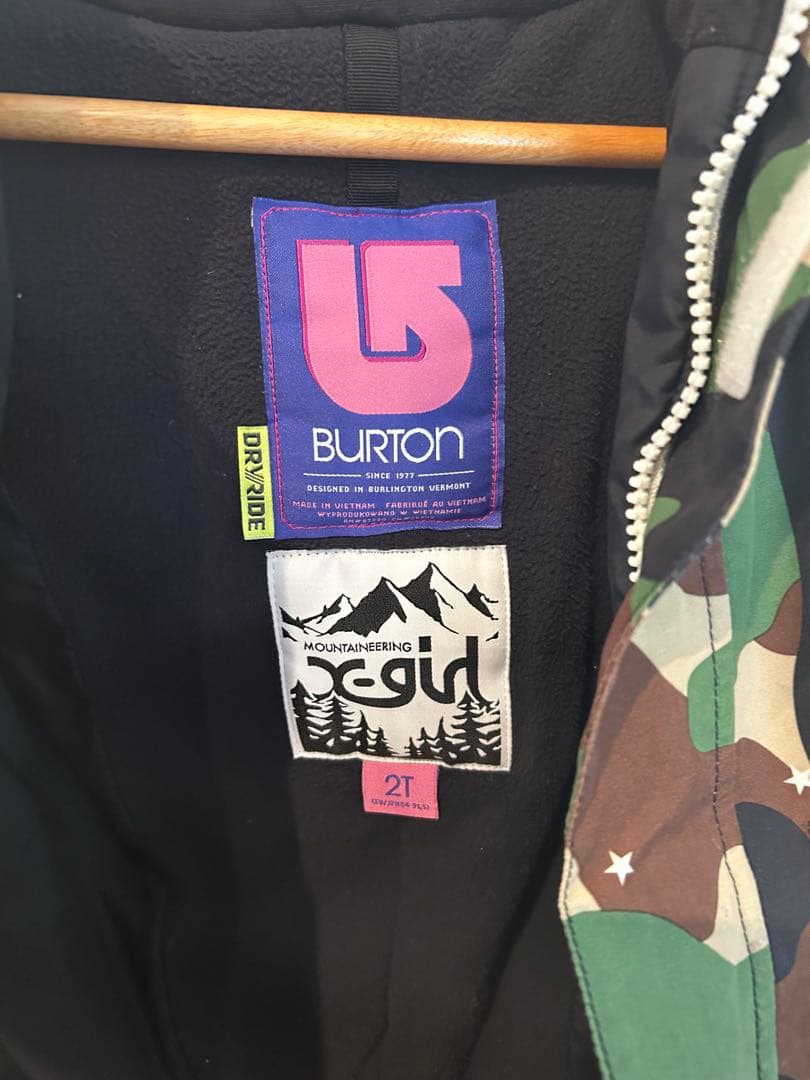 BURTON
SINCE 1977
DESIGNED IN BURLINGTON VERMONT
MADE IN VIETNAM FABRIQUÉ AU VIETNAM
WYPRODUKOWANO W WIETNAMIE
DRY//RIDE
MOUNTAINEERING
X-girl
2T